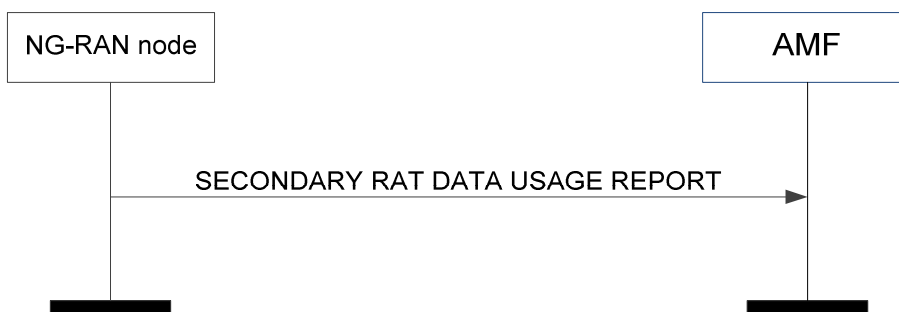 NG-RAN node
AMF
SECONDARY RAT DATA USAGE REPORT